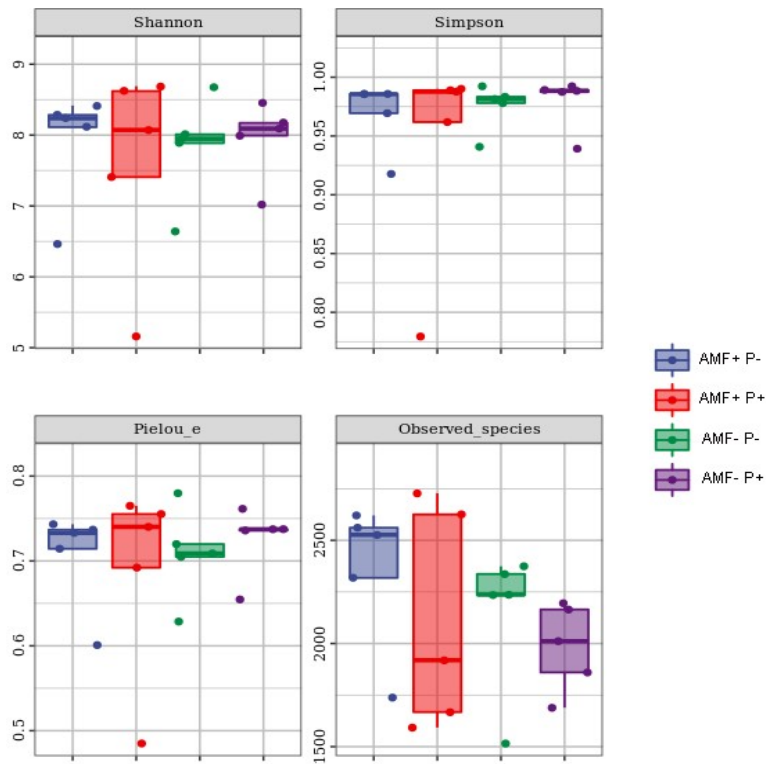 Shannon
9
8
7
6
5
Simpson
1.00
0.95
0.90
0.85
0.80
Pielou_e
0.8
0.7
0.6
0.5
Observed_species
2500
2000
1500
AMF+ P-
AMF+ P+
AMF- P-
AMF- P+